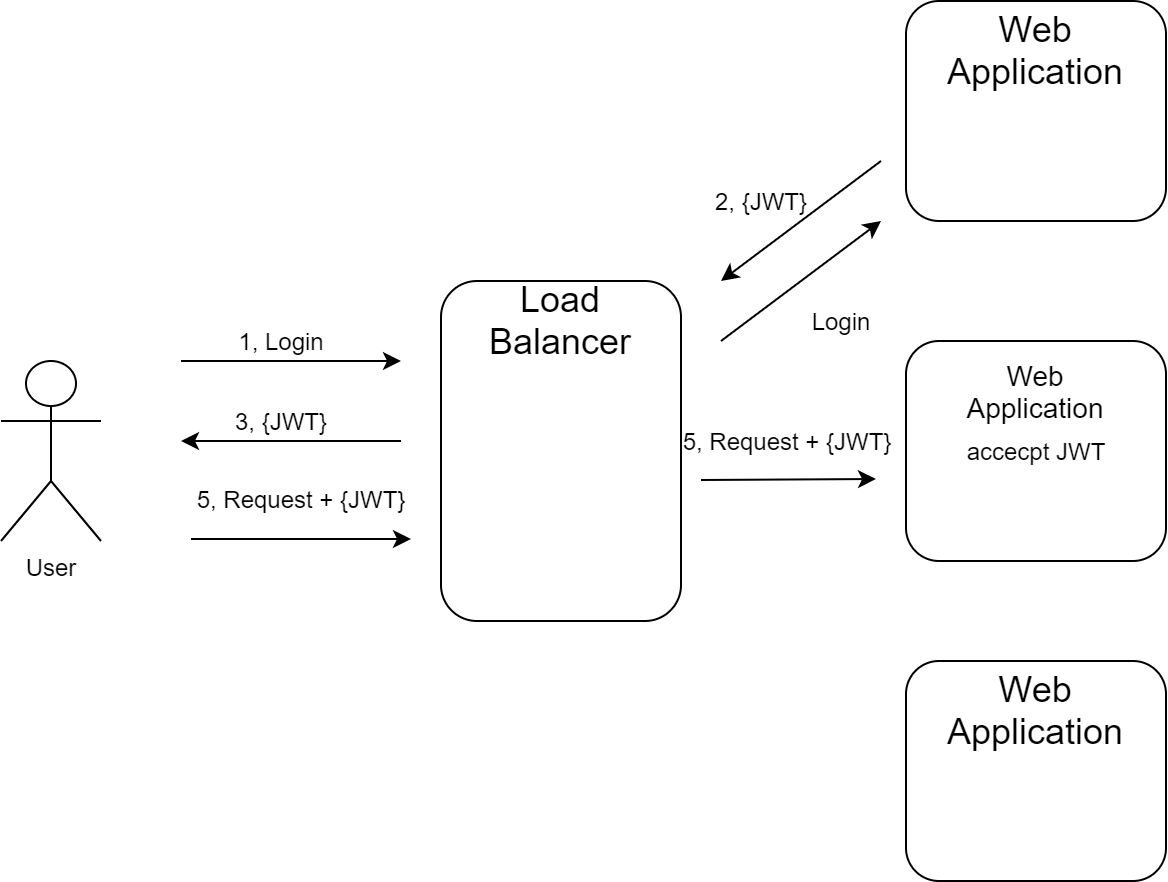 Web
Application
2, {JWT}
Load
Balancer
Login
1, Login
3, {JWT}
5, Request + {JWT}
User
5, Request + {JWT}
Web
Application
accecpt JWT
Web
Application